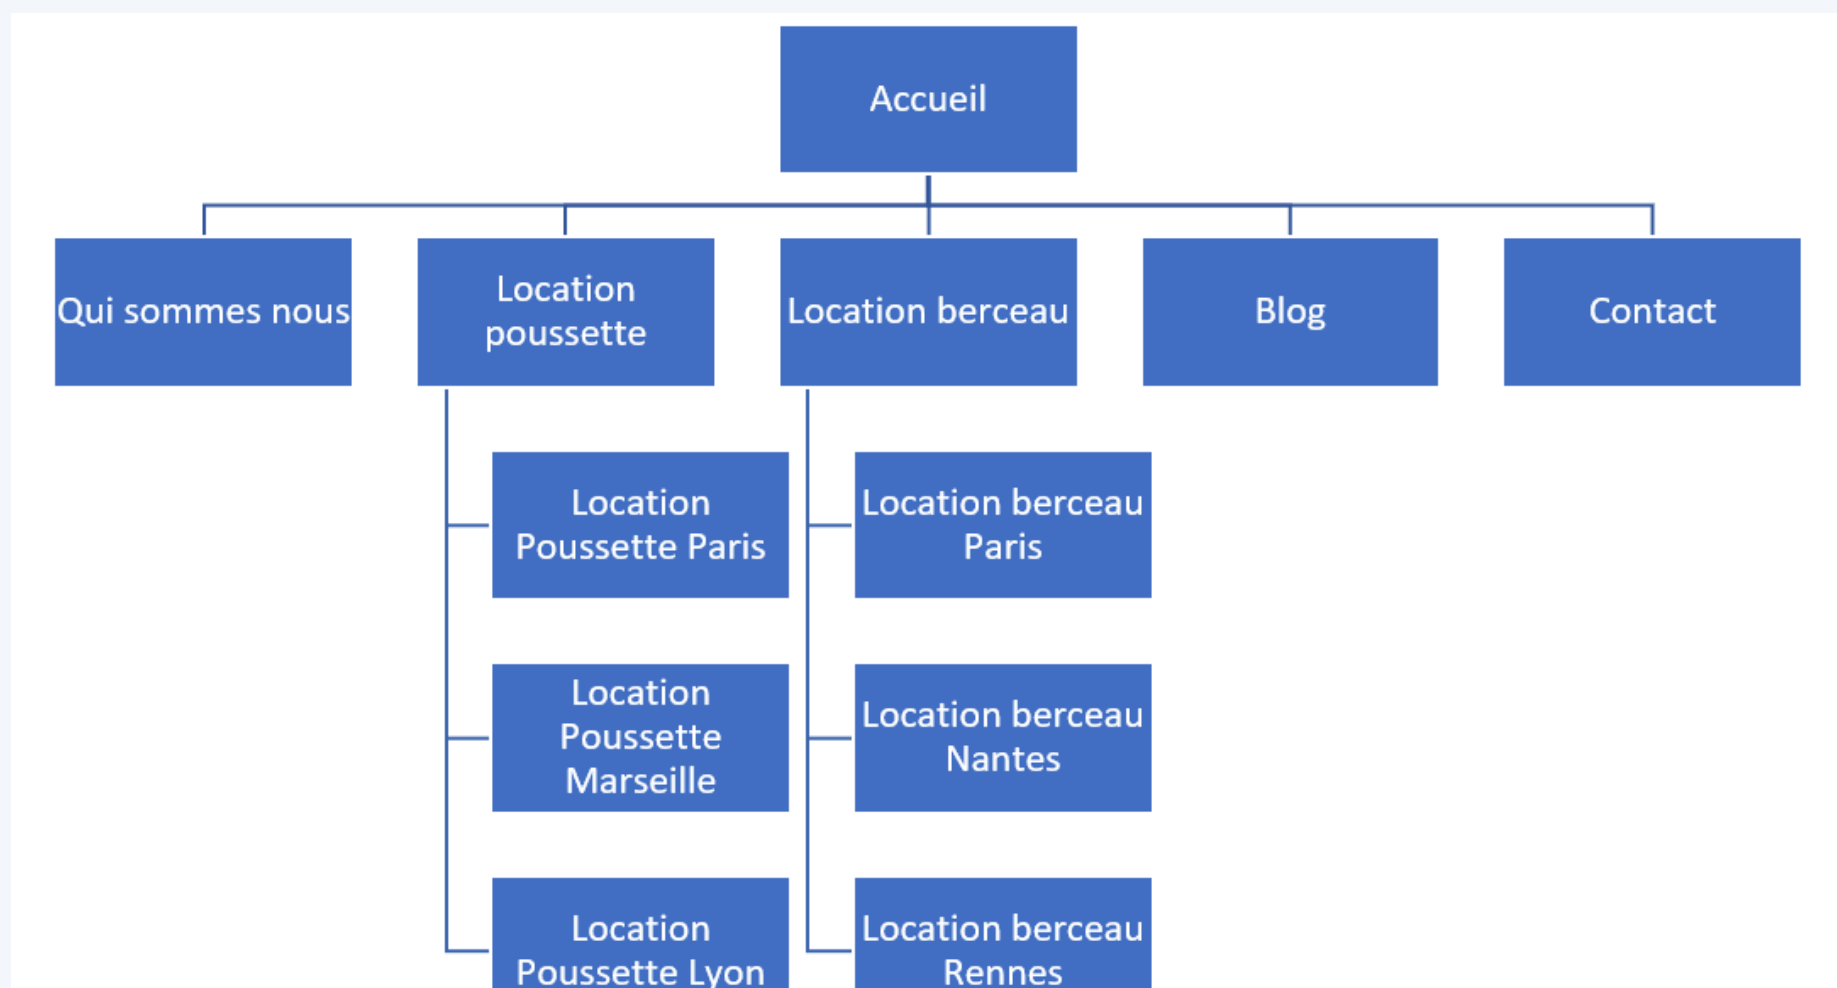 Accueil
Qui sommes nous
Location
poussette
Location berceau
Blog
Contact
Location
Poussette Paris
Location
Poussette
Marseille
Location
Poussette Lyon
Location berceau
Paris
Location berceau
Nantes
Location berceau
Rennes